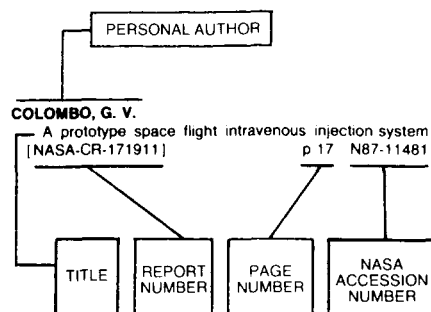 PERSONAL AUTHOR
COLOMBO, G. V.
A prototype space flight intravenous injection system
[NASA-CR-171911] p 17 N87-11481
TITLE
REPORT
NUMBER
PAGE
NUMBER
NASA
ACCESSION
NUMBER